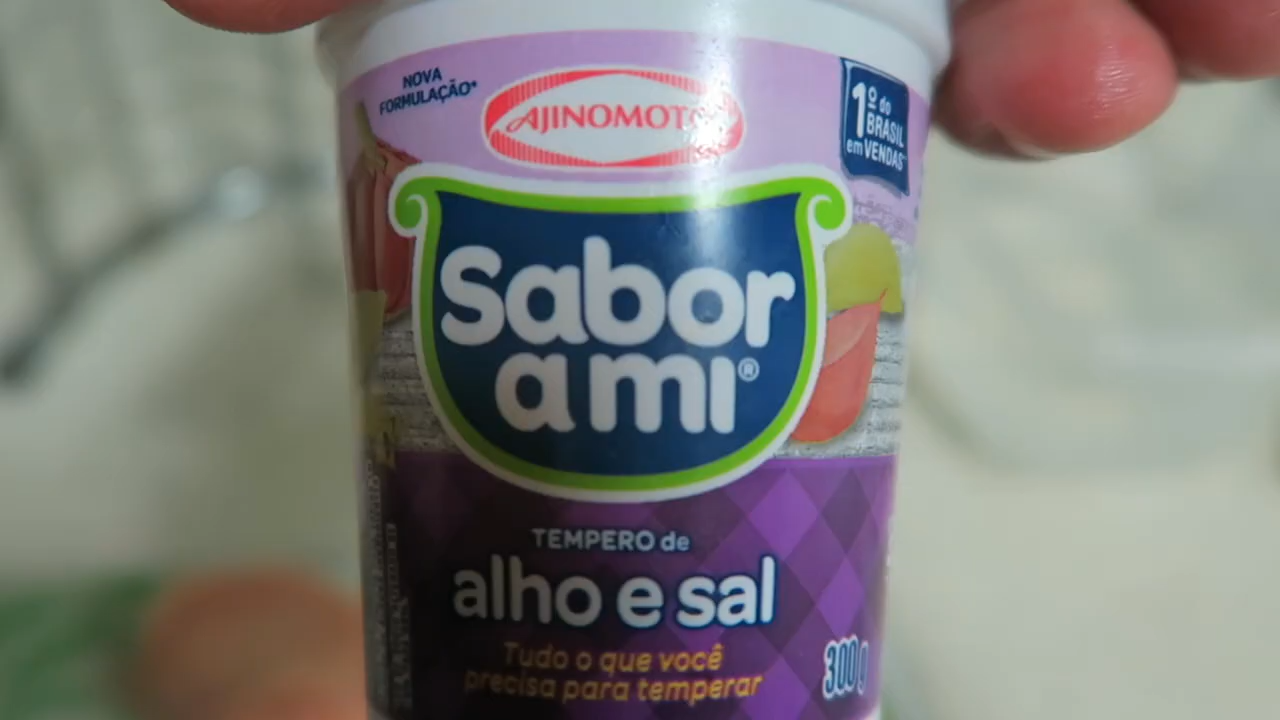 NOVA
FORMULAÇÃO*
AJINOMOTO
1º do
BRASIL
em VENDAS
Sabor
a mi®
TEMPERO de
alho e sal
Tudo o que você
precisa para temperar
300g